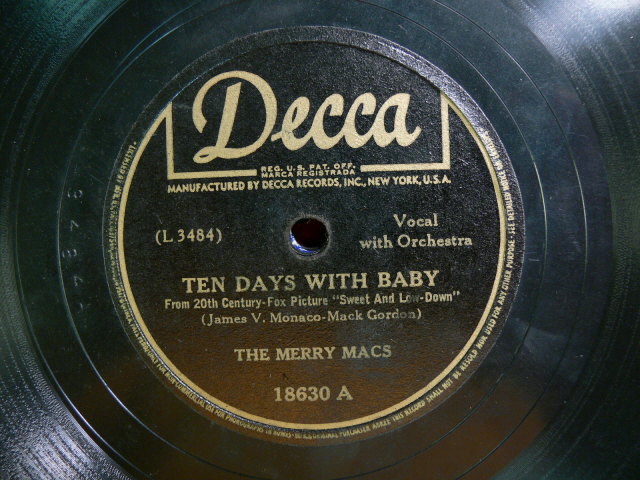 Decca
REG. U.S. PAT. OFF.
MARCA REGISTRADA
MANUFACTURED BY DECCA RECORDS, INC., NEW YORK, U.S.A.
(L 3484)
Vocal
with Orchestra
TEN DAYS WITH BABY
From 20th Century-Fox Picture "Sweet And Low-Down"
(James V. Monaco-Mack Gordon)
THE MERRY MACS
18630 A